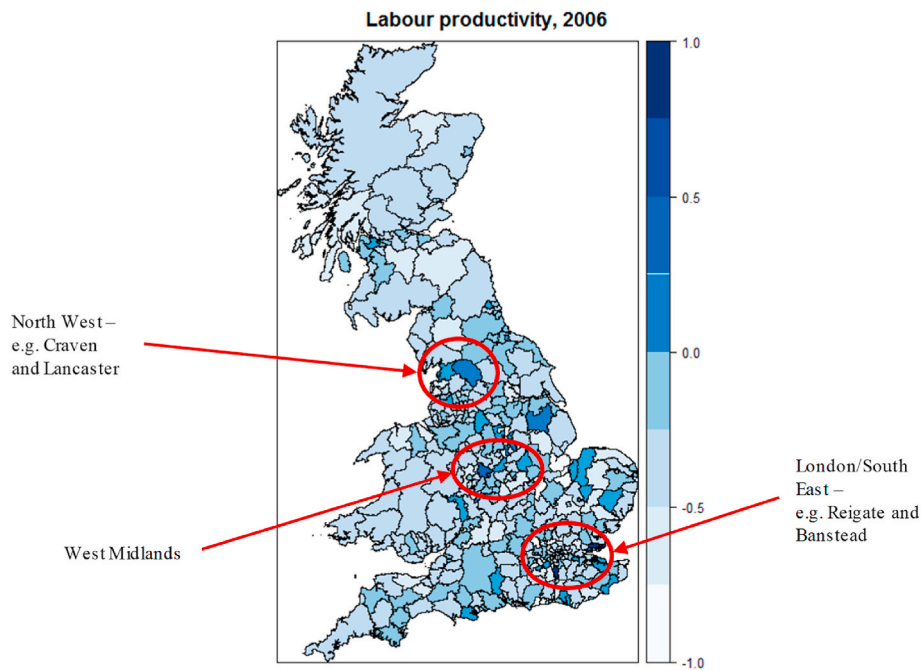 Labour productivity, 2006
1.0
0.5
0.0
-0.5
-1.0
North West –
e.g. Craven
and Lancaster
West Midlands
London/South
East –
e.g. Reigate and
Banstead